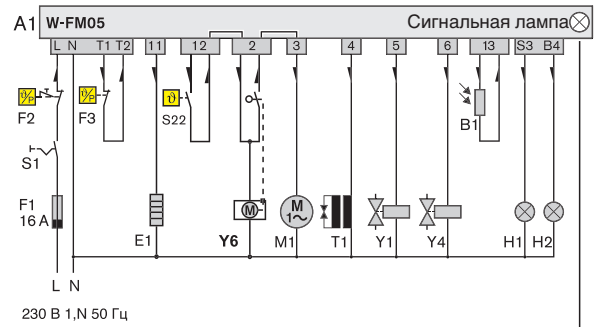 A1 W-FM05 Сигнальная лампа
L N T1 T2 11 12 2 3 4 5 6 13 S3 B4
ϑ/P ϑ/P ϑ
F2 F3 S22 B1
S1
F1
16 A
M M
1~
E1 Y6 M1 T1 Y1 Y4 H1 H2
L N
230 В 1,N 50 Гц